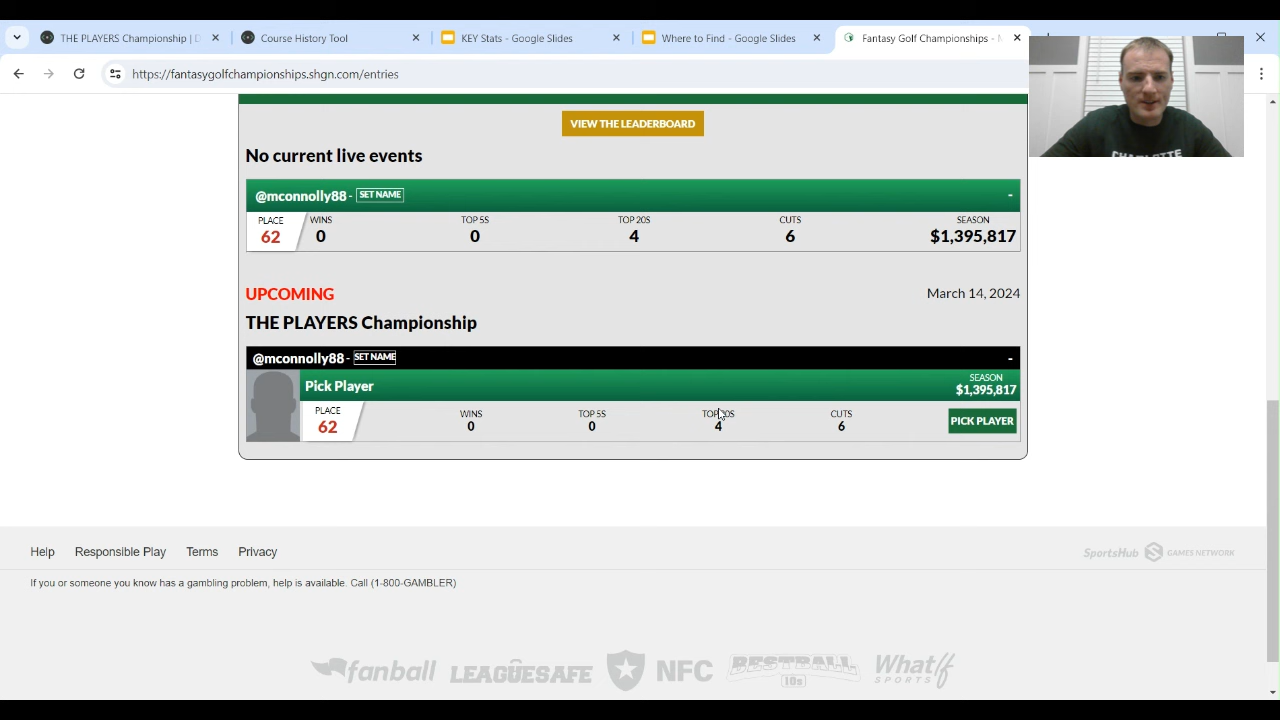 THE PLAYERS Championship | D
Course History Tool
KEY Stats - Google Slides
Where to Find - Google Slides
Fantasy Golf Championships -
https://fantasygolfchampionships.shgn.com/entries
VIEW THE LEADERBOARD
No current live events
@mconnolly88 - SET NAME -
PLACE WINS TOP 5S TOP 20S CUTS SEASON
62 0 0 4 6 $1,395,817
UPCOMING March 14, 2024
THE PLAYERS Championship
@mconnolly88 - SET NAME -
Pick Player SEASON $1,395,817
PLACE WINS TOP 5S TOP 20S CUTS
62 0 0 4 6 PICK PLAYER
Help Responsible Play Terms Privacy
SportsHub S GAMES NETWORK
If you or someone you know has a gambling problem, help is available. Call (1-800-GAMBLER)
fanball LEAGUESAFE NFC BESTBALL 10s What If SPORTS
CHARLOTTE